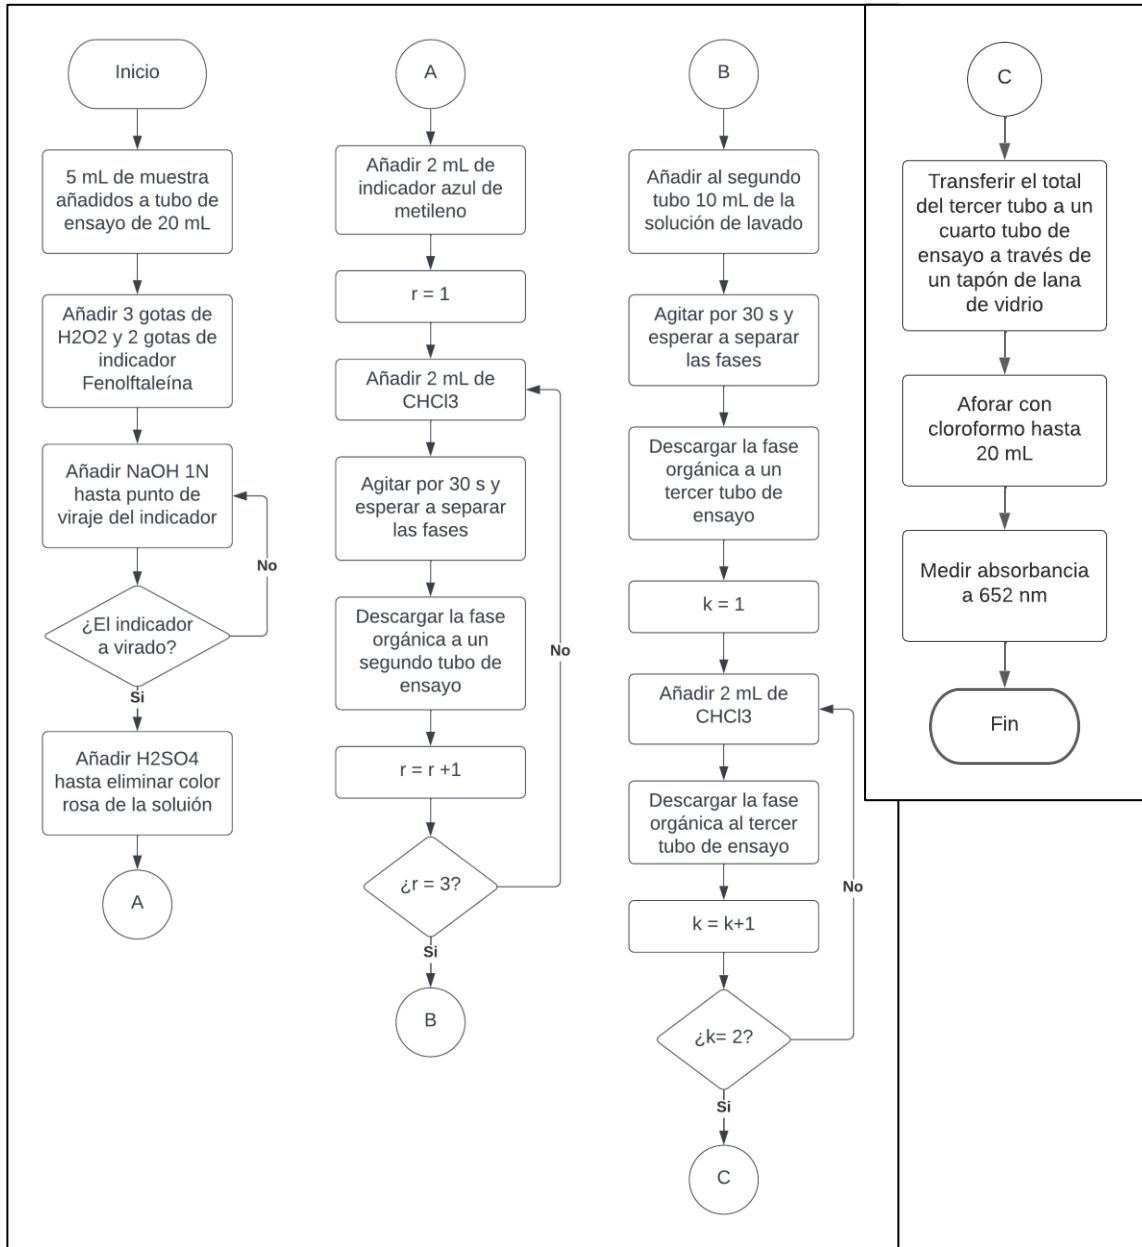 Inicio
5 mL de muestra
añadidos a tubo de
ensayo de 20 mL
Añadir 3 gotas de
H2O2 y 2 gotas de
indicador
Fenolftaleína
Añadir NaOH 1N
hasta punto de
viraje del indicador
No
¿El indicador
a virado?
Si
Añadir H2SO4
hasta eliminar color
rosa de la soluión
A
A
Añadir 2 mL de
indicador azul de
metileno
r = 1
Añadir 2 mL de
CHCl3
Agitar por 30 s y
esperar a separar
las fases
Descargar la fase
orgánica a un
segundo tubo de
ensayo
No
r = r +1
¿r = 3?
Si
B
B
Añadir al segundo
tubo 10 mL de la
solución de lavado
Agitar por 30 s y
esperar a separar
las fases
Descargar la fase
orgánica a un
tercer tubo de
ensayo
k = 1
Añadir 2 mL de
CHCl3
Descargar la fase
orgánica al tercer
tubo de ensayo
No
k = k+1
¿k= 2?
Si
C
C
Transferir el total
del tercer tubo a un
cuarto tubo de
ensayo a través de
un tapón de lana
de vidrio
Aforar con
cloroformo hasta
20 mL
Medir absorbancia
a 652 nm
Fin